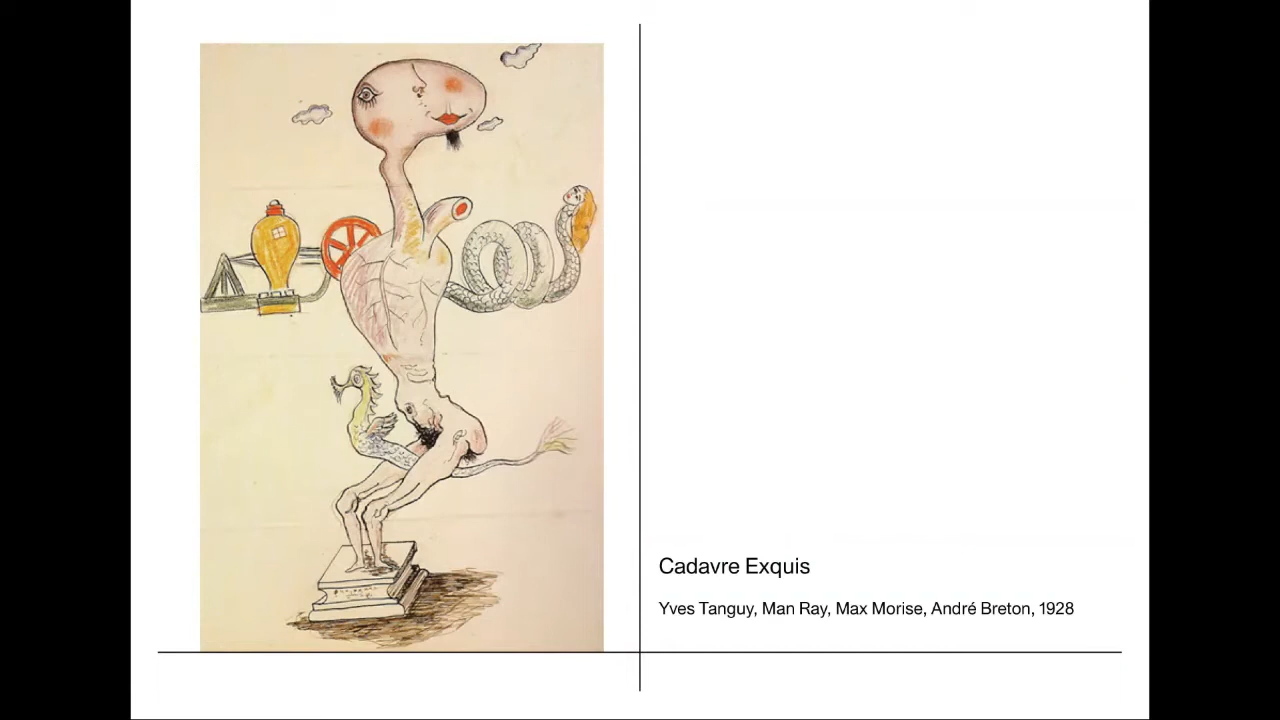 Cadavre Exquis
Yves Tanguy, Man Ray, Max Morise, André Breton, 1928